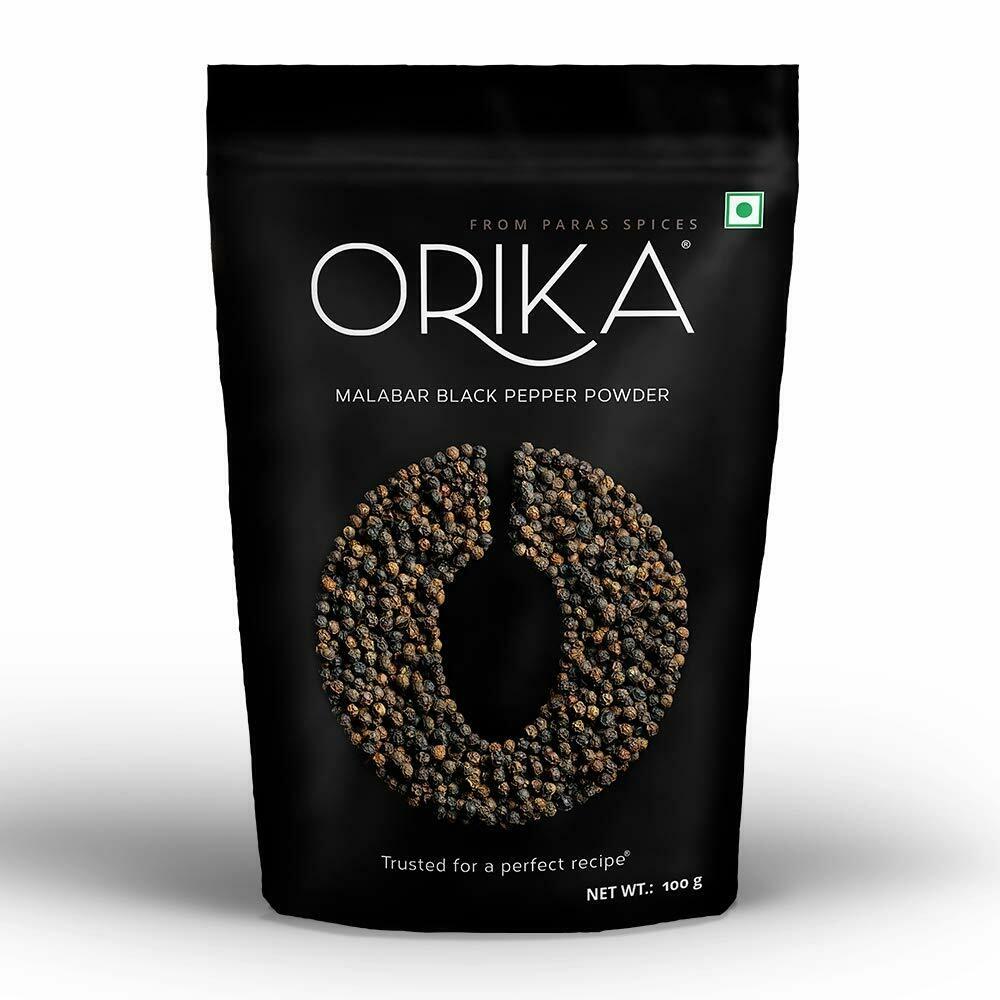 FROM PARAS SPICES
ORIKA®
MALABAR BLACK PEPPER POWDER
Trusted for a perfect recipe®
NET WT.: 100 g